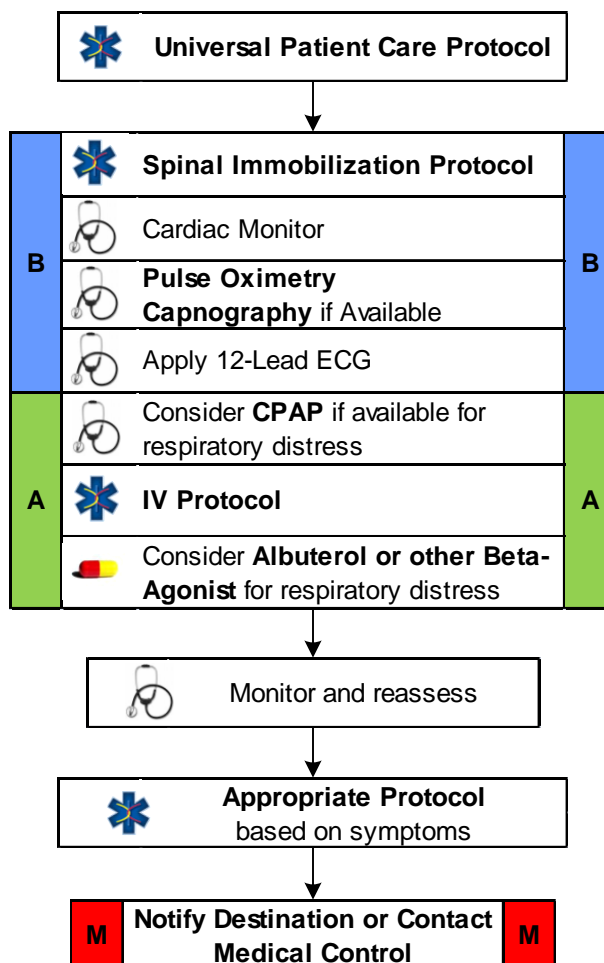 Universal Patient Care Protocol
Spinal Immobilization Protocol
Cardiac Monitor
B
B
Pulse Oximetry
Capnography if Available
Apply 12-Lead ECG
Consider CPAP if available for
respiratory distress
A
IV Protocol
A
Consider Albuterol or other Beta-
Agonist for respiratory distress
Monitor and reassess
Appropriate Protocol
based on symptoms
M
Notify Destination or Contact
Medical Control
M